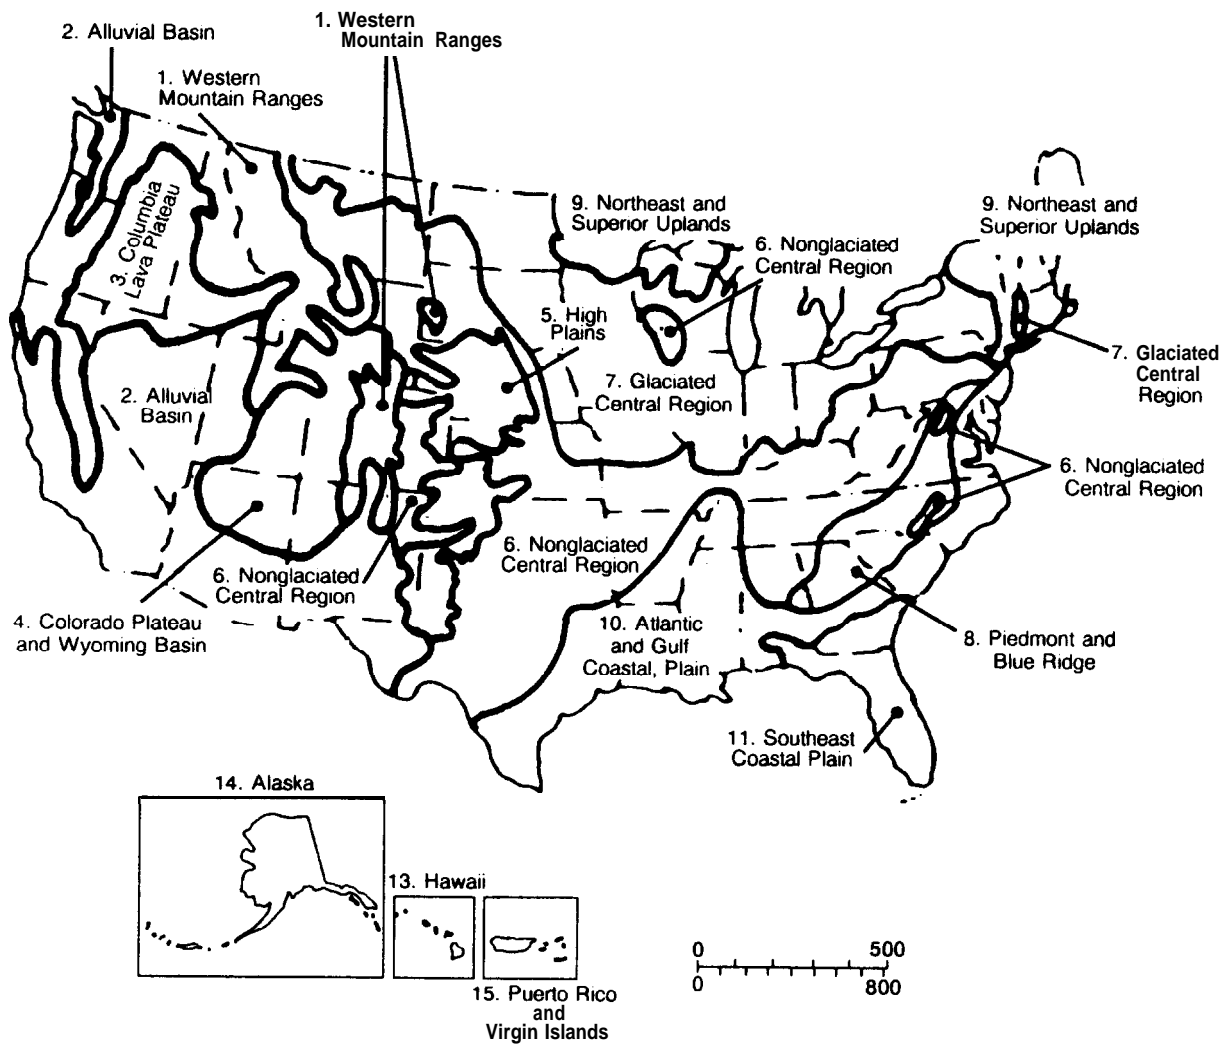 1. Western
Mountain Ranges
2. Alluvial Basin
1. Western
Mountain Ranges
3. Columbia
Lava Plateau
9. Northeast and
Superior Uplands
9. Northeast and
Superior Uplands
6. Nonglaciated
Central Region
5. High
Plains
7. Glaciated
Central
Region
7. Glaciated
Central Region
2. Alluvial
Basin
6. Nonglaciated
Central Region
6. Nonglaciated
Central Region
6. Nonglaciated
Central Region
4. Colorado Plateau
and Wyoming Basin
10. Atlantic
and Gulf
Coastal, Plain
8. Piedmont and
Blue Ridge
11. Southeast
Coastal Plain
14. Alaska
13. Hawaii
15. Puerto Rico
and
Virgin Islands
0 500
0 800